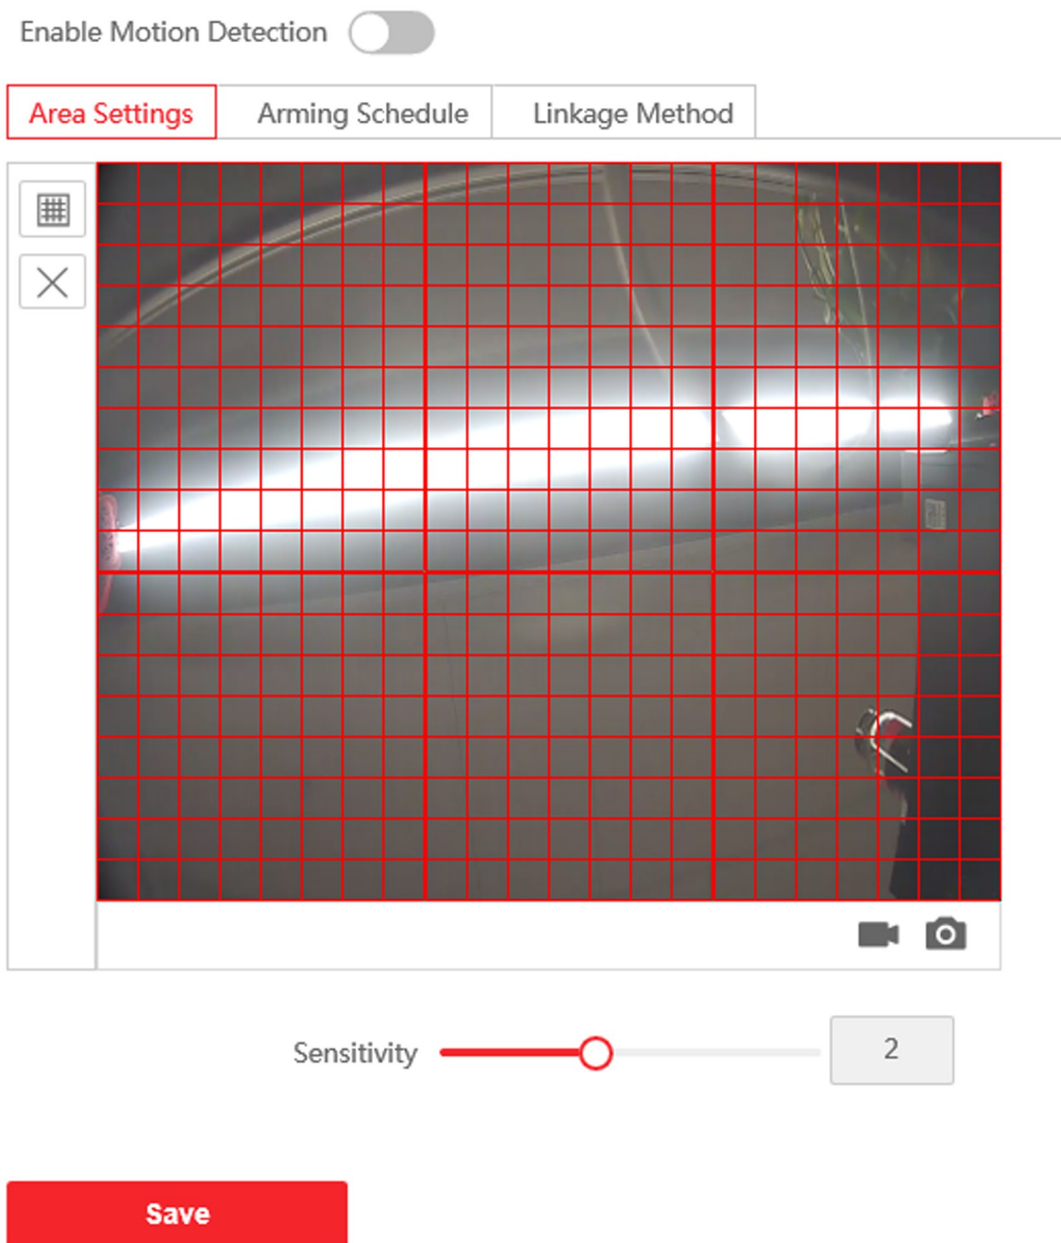 Enable Motion Detection
Area Settings Arming Schedule Linkage Method
Sensitivity 2
Save